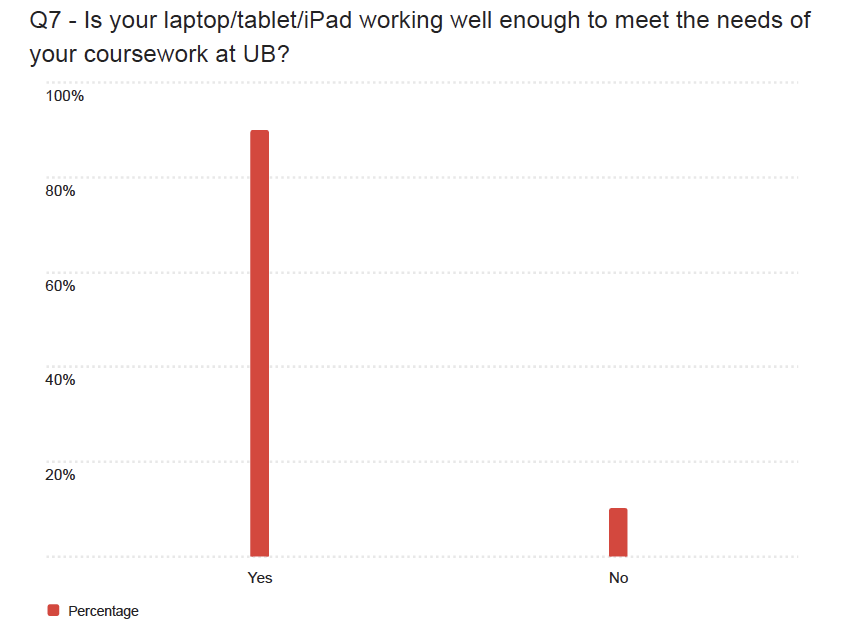 Q7 - Is your laptop/tablet/iPad working well enough to meet the needs of
your coursework at UB?
100%
80%
60%
40%
20%
Yes
No
Percentage